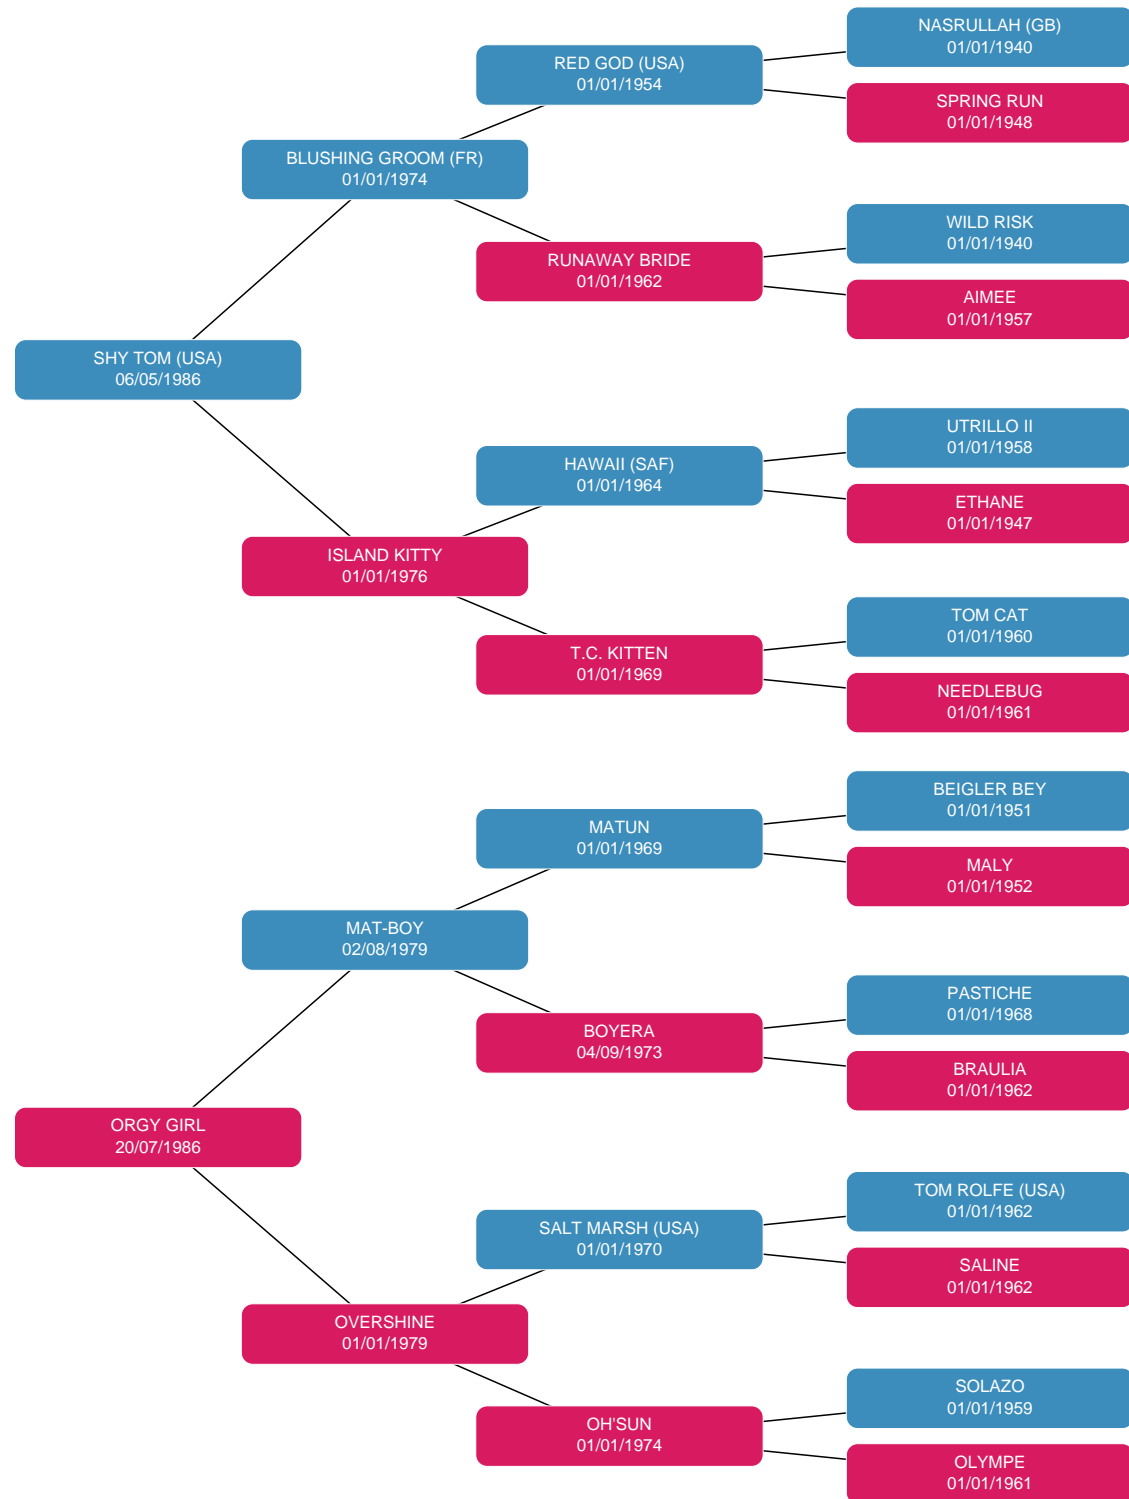 NASRULLAH (GB)
01/01/1940
RED GOD (USA)
01/01/1954
SPRING RUN
01/01/1948
BLUSHING GROOM (FR)
01/01/1974
WILD RISK
01/01/1940
RUNAWAY BRIDE
01/01/1962
AIMEE
01/01/1957
SHY TOM (USA)
06/05/1986
UTRILLO II
01/01/1958
HAWAII (SAF)
01/01/1964
ETHANE
01/01/1947
ISLAND KITTY
01/01/1976
TOM CAT
01/01/1960
T.C. KITTEN
01/01/1969
NEEDLEBUG
01/01/1961
BEIGLER BEY
01/01/1951
MATUN
01/01/1969
MALY
01/01/1952
MAT-BOY
02/08/1979
PASTICHE
01/01/1968
BOYERA
04/09/1973
BRAULIA
01/01/1962
ORGY GIRL
20/07/1986
TOM ROLFE (USA)
01/01/1962
SALT MARSH (USA)
01/01/1970
SALINE
01/01/1962
OVERSHINE
01/01/1979
SOLAZO
01/01/1959
OH'SUN
01/01/1974
OLYMPE
01/01/1961